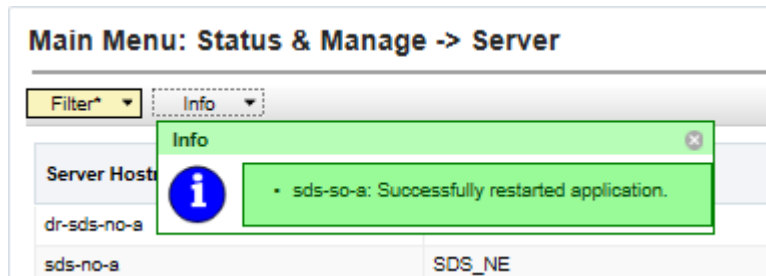 Main Menu: Status & Manage -> Server
Filter* Info
Info
Server Host
• sds-so-a: Successfully restarted application.
dr-sds-no-a
sds-no-a SDS_NE